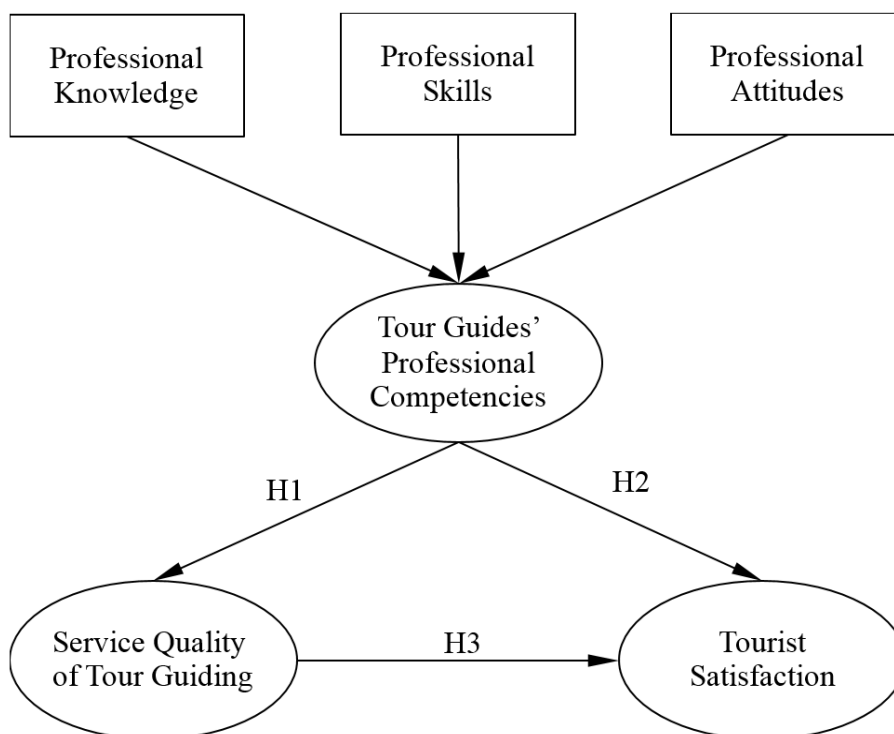 Professional
Knowledge
Professional
Skills
Professional
Attitudes
Tour Guides’
Professional
Competencies
H1
H2
Service Quality
of Tour Guiding
H3
Tourist
Satisfaction